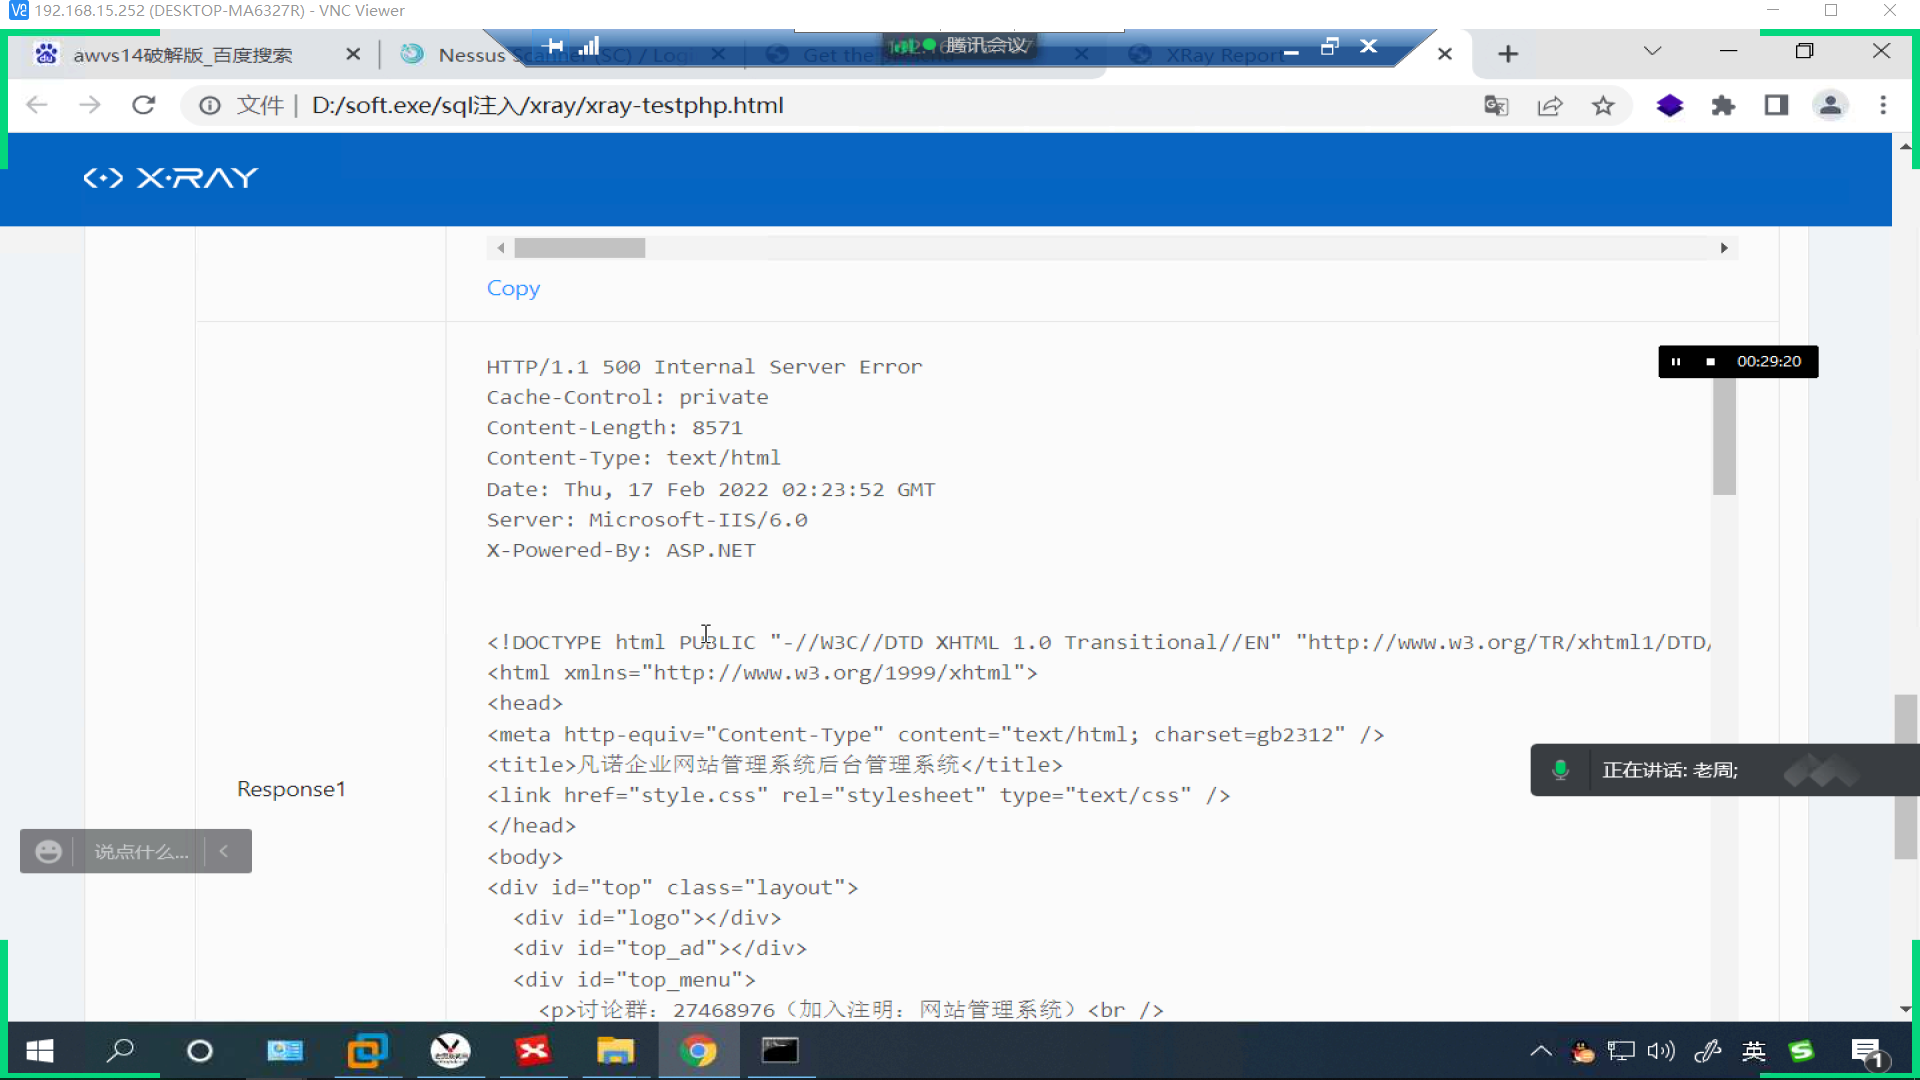 192.168.15.252 (DESKTOP-MA6327R) - VNC Viewer
awvs14破解版_百度搜索
Nessus Scanner (SC) / Logi
腾讯会议
Get the
XRay Report
文件 | D:/soft.exe/sql注入/xray/xray-testphp.html
X·RAY
Copy
HTTP/1.1 500 Internal Server Error
00:29:20
Cache-Control: private
Content-Length: 8571
Content-Type: text/html
Date: Thu, 17 Feb 2022 02:23:52 GMT
Server: Microsoft-IIS/6.0
X-Powered-By: ASP.NET
<!DOCTYPE html PUBLIC "-//W3C//DTD XHTML 1.0 Transitional//EN" "http://www.w3.org/TR/xhtml1/DTD/
<html xmlns="http://www.w3.org/1999/xhtml">
<head>
<meta http-equiv="Content-Type" content="text/html; charset=gb2312" />
<title>凡诺企业网站管理系统后台管理系统</title>
正在讲话: 老周;
Response1
<link href="style.css" rel="stylesheet" type="text/css" />
</head>
说点什么...
<body>
<div id="top" class="layout">
<div id="logo"></div>
<div id="top_ad"></div>
<div id="top_menu">
<p>讨论群：27468976（加入注明：网站管理系统）<br />
英
1